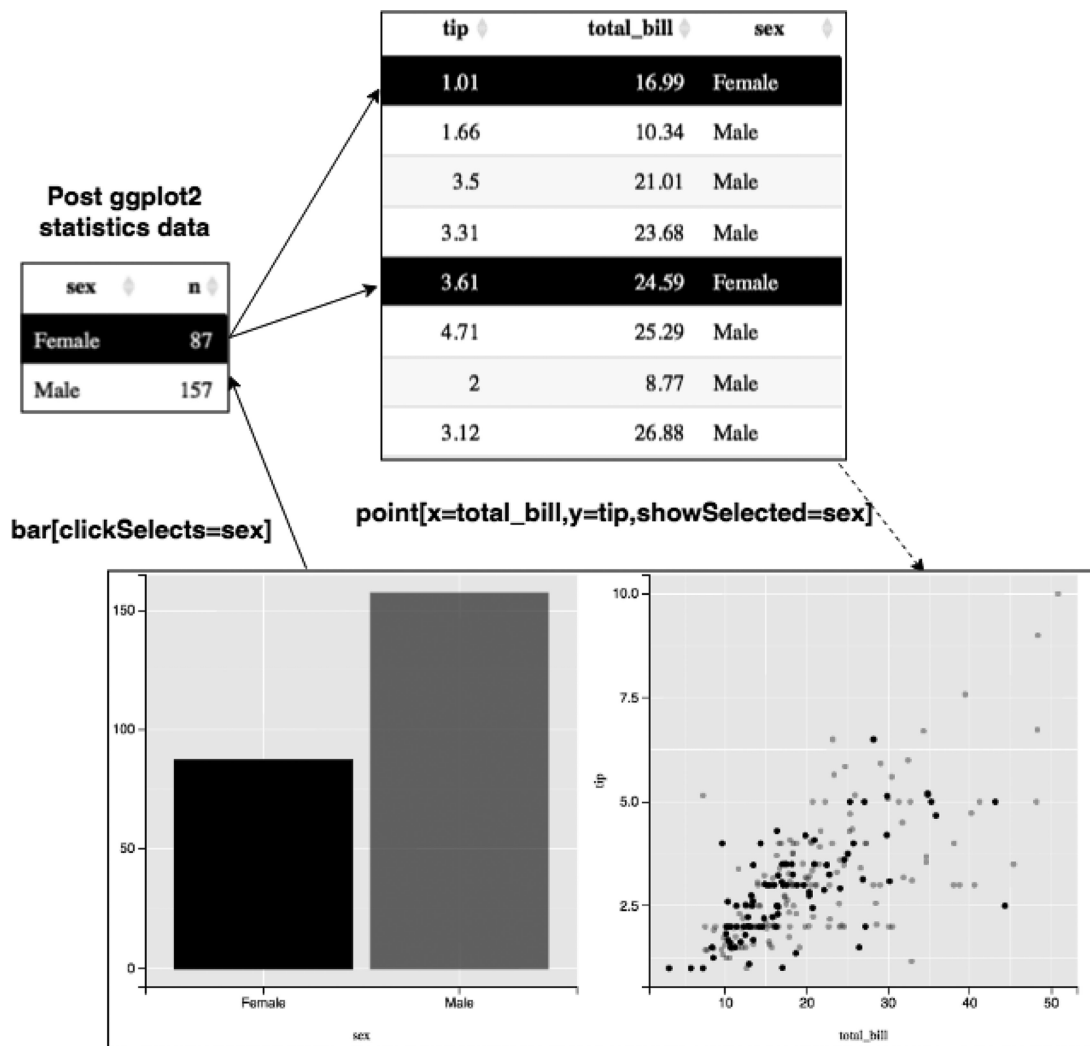 tip total_bill sex
1.01 16.99 Female
1.66 10.34 Male
3.5 21.01 Male
3.31 23.68 Male
3.61 24.59 Female
4.71 25.29 Male
2 8.77 Male
3.12 26.88 Male
Post ggplot2
statistics data
sex n
Female 87
Male 157
bar[clickSelects=sex]
point[x=total_bill,y=tip,showSelected=sex]
150
100
50
0
Female Male
sex
10.0
7.5
5.0
2.5
tip
10 20 30 40 50
total_bill